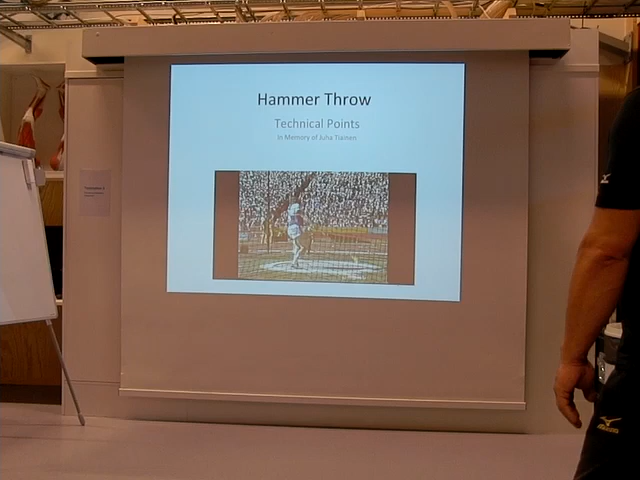 Hammer Throw
Technical Points
In Memory of Juha Tiainen